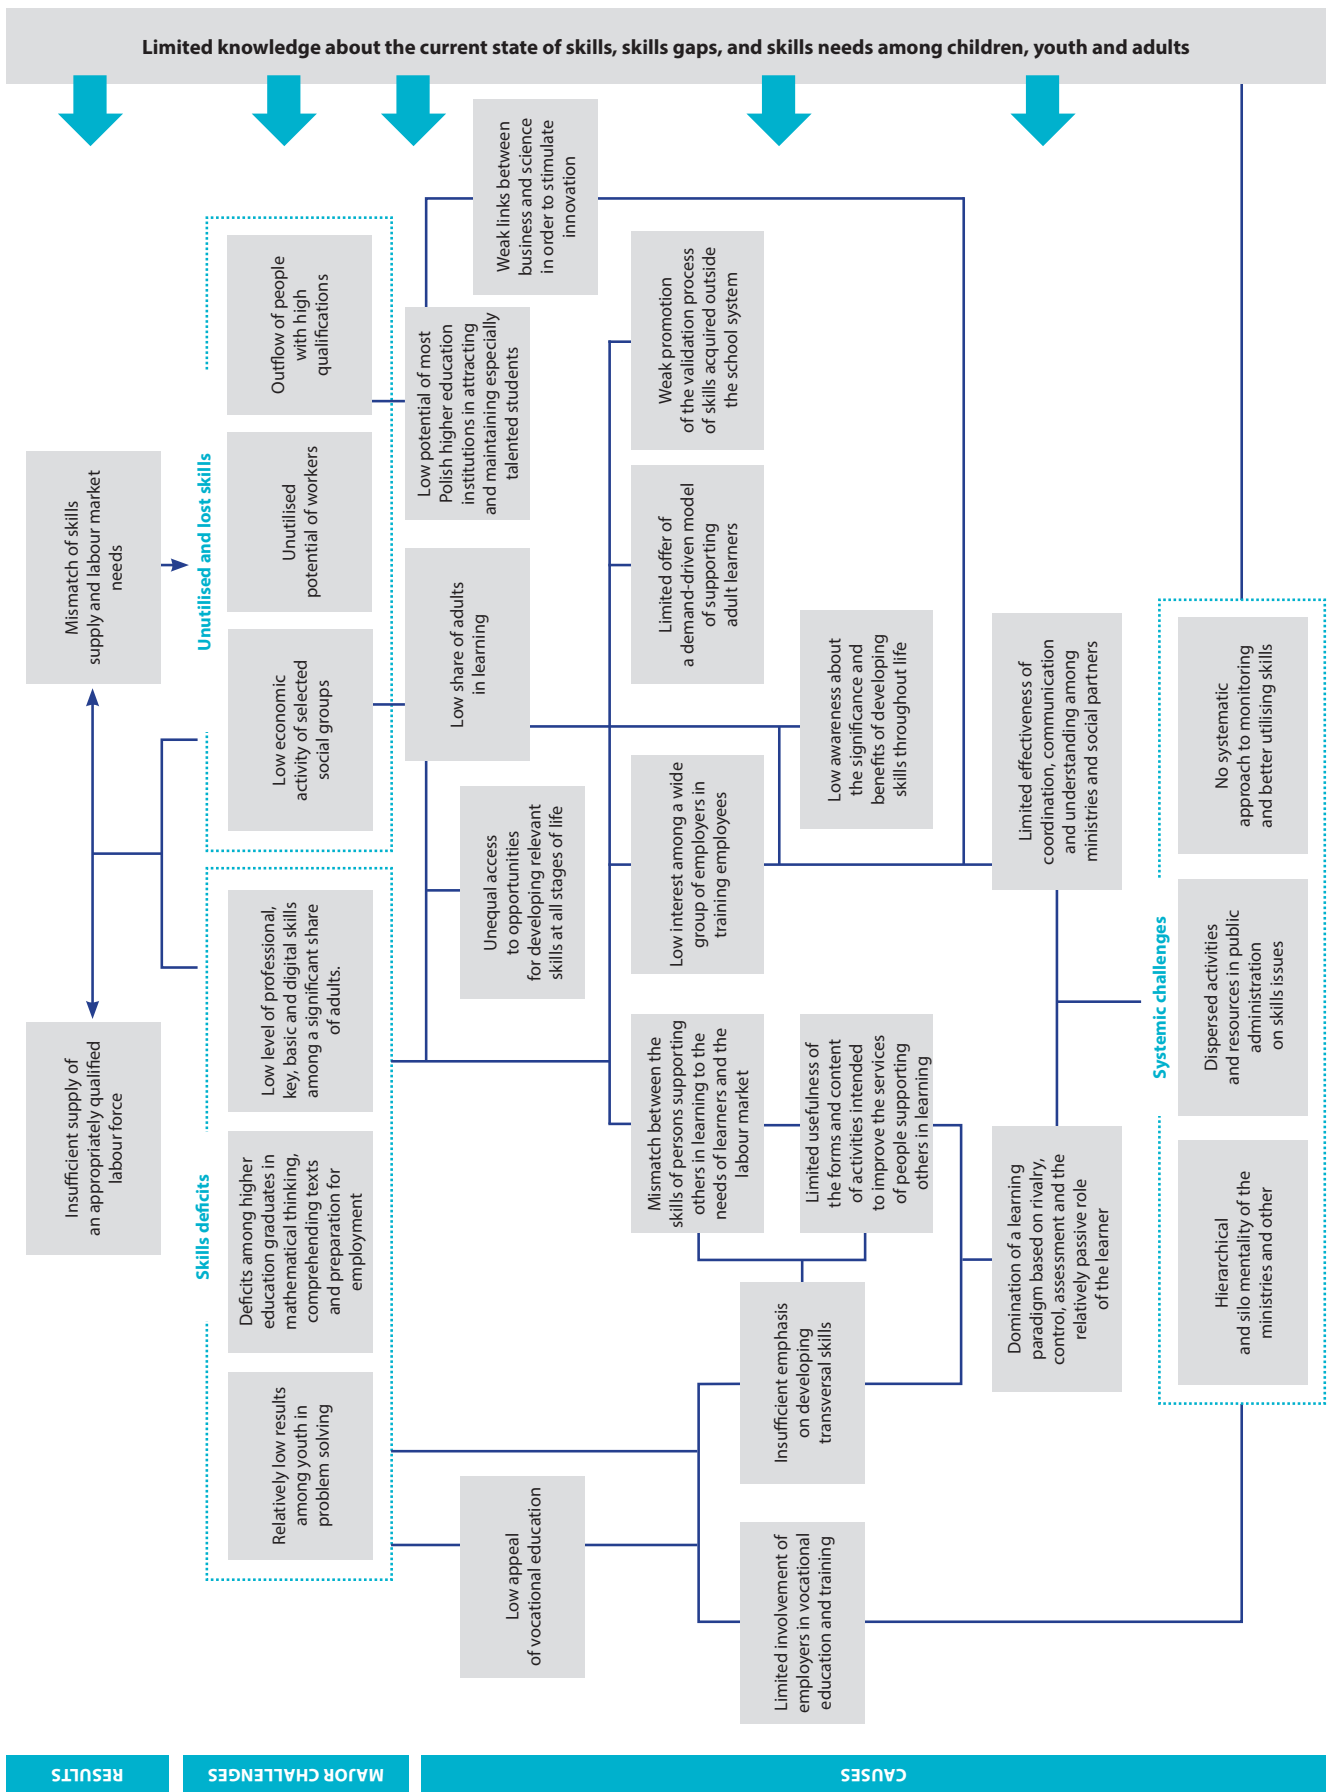 Limited knowledge about the current state of skills, skills gaps, and skills needs among children, youth and adults
RESULTS
Insufficient supply of
an appropriately qualified
labour force
Mismatch of skills
supply and labour market
needs
MAJOR CHALLENGES
Skills deficits
Relatively low results
among youth in
problem solving
Deficits among higher
education graduates in
mathematical thinking,
comprehending texts
and preparation for
employment
Low level of professional,
key, basic and digital skills
among a significant share
of adults.
Unutilised and lost skills
Low economic
activity of selected
social groups
Unutilised
potential of workers
Outflow of people
with high
qualifications
CAUSES
Low appeal
of vocational education
Unequal access
to opportunities
for developing relevant
skills at all stages of life
Low share of adults
in learning
Low potential of most
Polish higher education
institutions in attracting
and maintaining especially
talented students
Weak links between
business and science
in order to stimulate
innovation
Limited involvement of
employers in vocational
education and training
Insufficient emphasis
on developing
transversal skills
Mismatch between the
skills of persons supporting
others in learning to the
needs of learners and the
labour market
Low interest among a wide
group of employers in
training employees
Limited offer of
a demand-driven model
of supporting
adult learners
Weak promotion
of the validation process
of skills acquired outside
the school system
Limited usefulness of
the forms and content
of activities intended
to improve the services
of people supporting
others in learning
Low awareness about
the significance and
benefits of developing
skills throughout life
Domination of a learning
paradigm based on rivalry,
control, assessment and the
relatively passive role
of the learner
Limited effectiveness of
coordination, communication
and understanding among
ministries and social partners
Systemic challenges
Hierarchical
and silo mentality of the
ministries and other
Dispersed activities
and resources in public
administration
on skills issues
No systematic
approach to monitoring
and better utilising skills